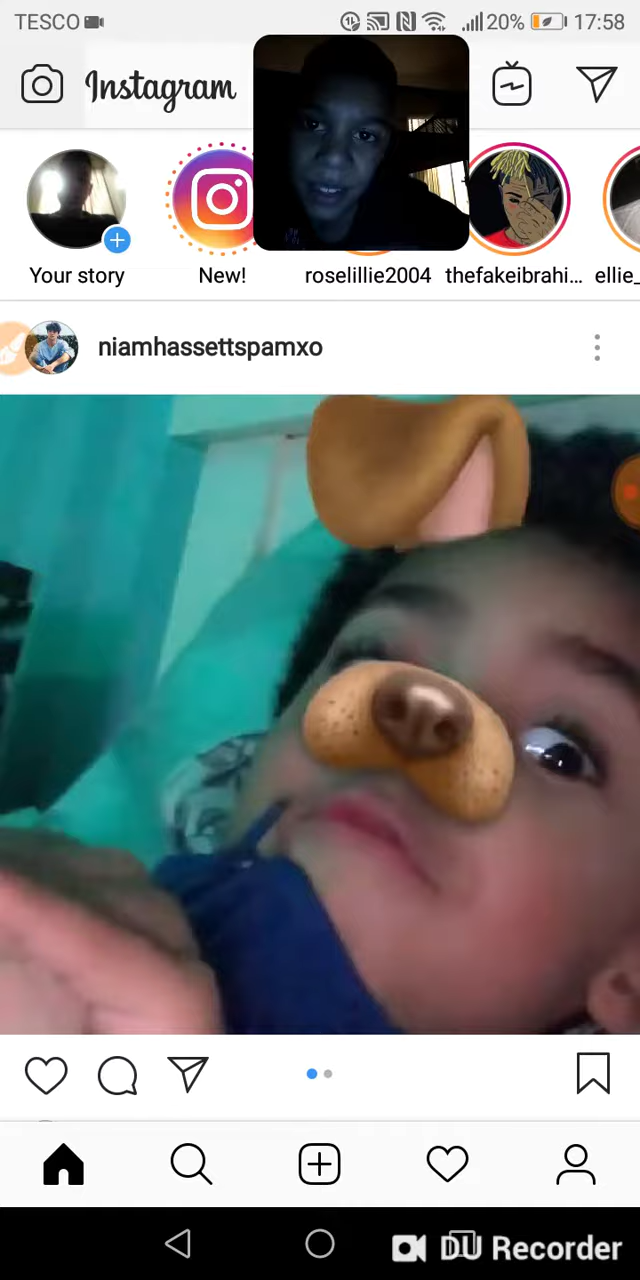 TESCO 20% 17:58
Instagram
Your story New! roselillie2004 thefakeibrahi... ellie_
niamhassettspamxo
DU Recorder